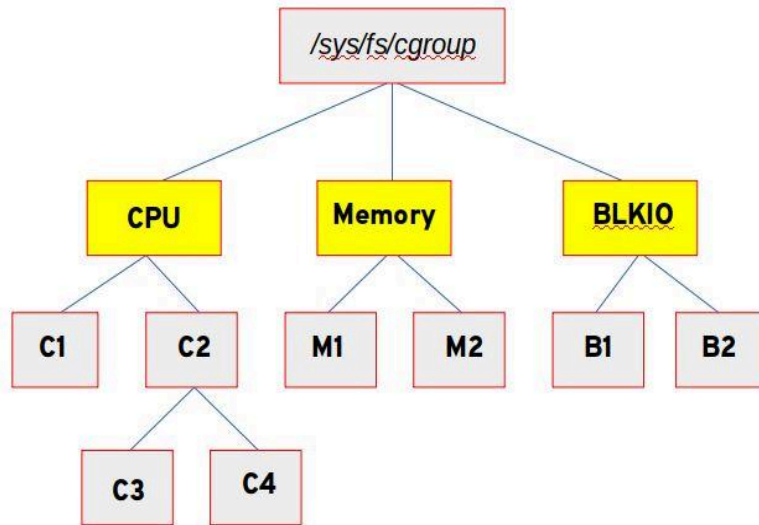 /sys/fs/cgroup
CPU
Memory
BLKIO
C1
C2
M1
M2
B1
B2
C3
C4